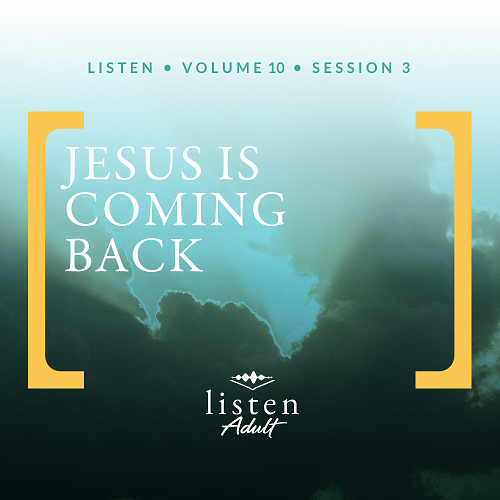 LISTEN • VOLUME 10 • SESSION 3
JESUS IS
COMING
BACK
listen
Adult